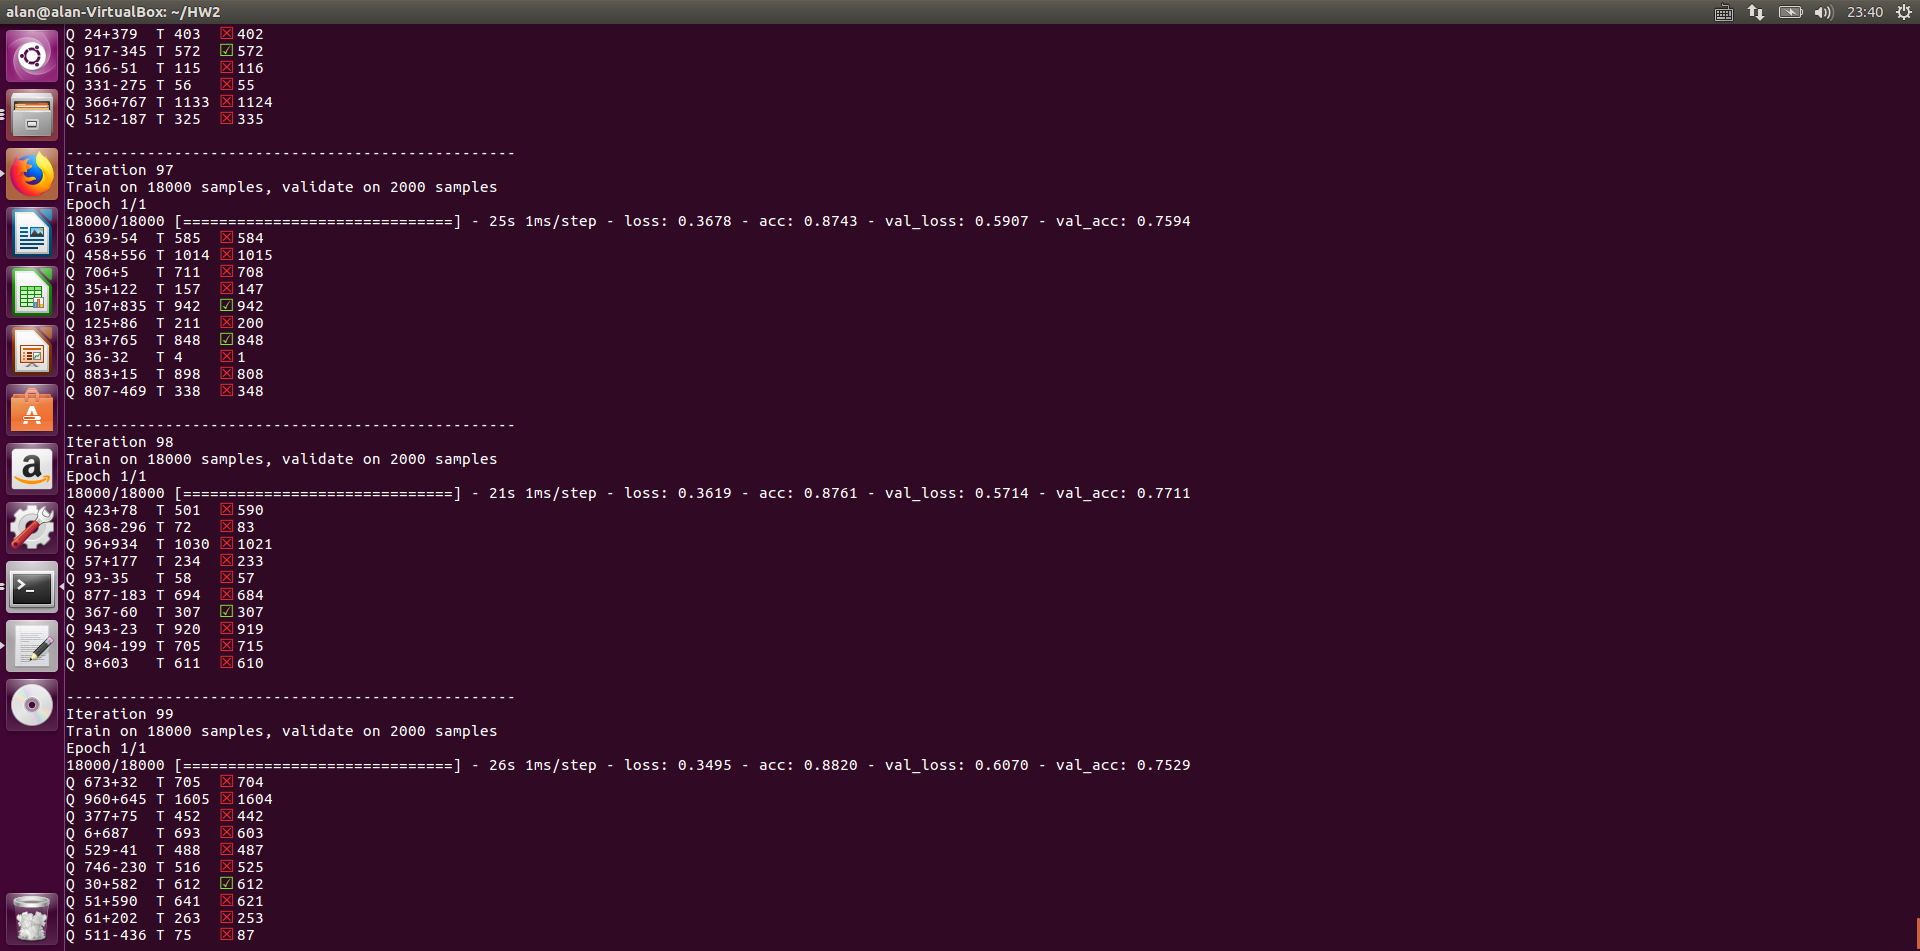 alan@alan-VirtualBox: ~/HW2 23:40
Q 24+379 T 403 ☒ 402
Q 917-345 T 572 ☑ 572
Q 166-51 T 115 ☒ 116
Q 331-275 T 56 ☒ 55
Q 366+767 T 1133 ☒ 1124
Q 512-187 T 325 ☒ 335
--------------------------------------------------
Iteration 97
Train on 18000 samples, validate on 2000 samples
Epoch 1/1
18000/18000 [==============================] - 25s 1ms/step - loss: 0.3678 - acc: 0.8743 - val_loss: 0.5907 - val_acc: 0.7594
Q 639-54 T 585 ☒ 584
Q 458+556 T 1014 ☒ 1015
Q 706+5 T 711 ☒ 708
Q 35+122 T 157 ☒ 147
Q 107+835 T 942 ☑ 942
Q 125+86 T 211 ☒ 200
Q 83+765 T 848 ☑ 848
Q 36-32 T 4 ☒ 1
Q 883+15 T 898 ☒ 808
Q 807-469 T 338 ☒ 348
--------------------------------------------------
Iteration 98
Train on 18000 samples, validate on 2000 samples
Epoch 1/1
18000/18000 [==============================] - 21s 1ms/step - loss: 0.3619 - acc: 0.8761 - val_loss: 0.5714 - val_acc: 0.7711
Q 423+78 T 501 ☒ 590
Q 368-296 T 72 ☒ 83
Q 96+934 T 1030 ☒ 1021
Q 57+177 T 234 ☒ 233
Q 93-35 T 58 ☒ 57
Q 877-183 T 694 ☒ 684
Q 367-60 T 307 ☑ 307
Q 943-23 T 920 ☒ 919
Q 904-199 T 705 ☒ 715
Q 8+603 T 611 ☒ 610
--------------------------------------------------
Iteration 99
Train on 18000 samples, validate on 2000 samples
Epoch 1/1
18000/18000 [==============================] - 26s 1ms/step - loss: 0.3495 - acc: 0.8820 - val_loss: 0.6070 - val_acc: 0.7529
Q 673+32 T 705 ☒ 704
Q 960+645 T 1605 ☒ 1604
Q 377+75 T 452 ☒ 442
Q 6+687 T 693 ☒ 603
Q 529-41 T 488 ☒ 487
Q 746-230 T 516 ☒ 525
Q 30+582 T 612 ☑ 612
Q 51+590 T 641 ☒ 621
Q 61+202 T 263 ☒ 253
Q 511-436 T 75 ☒ 87